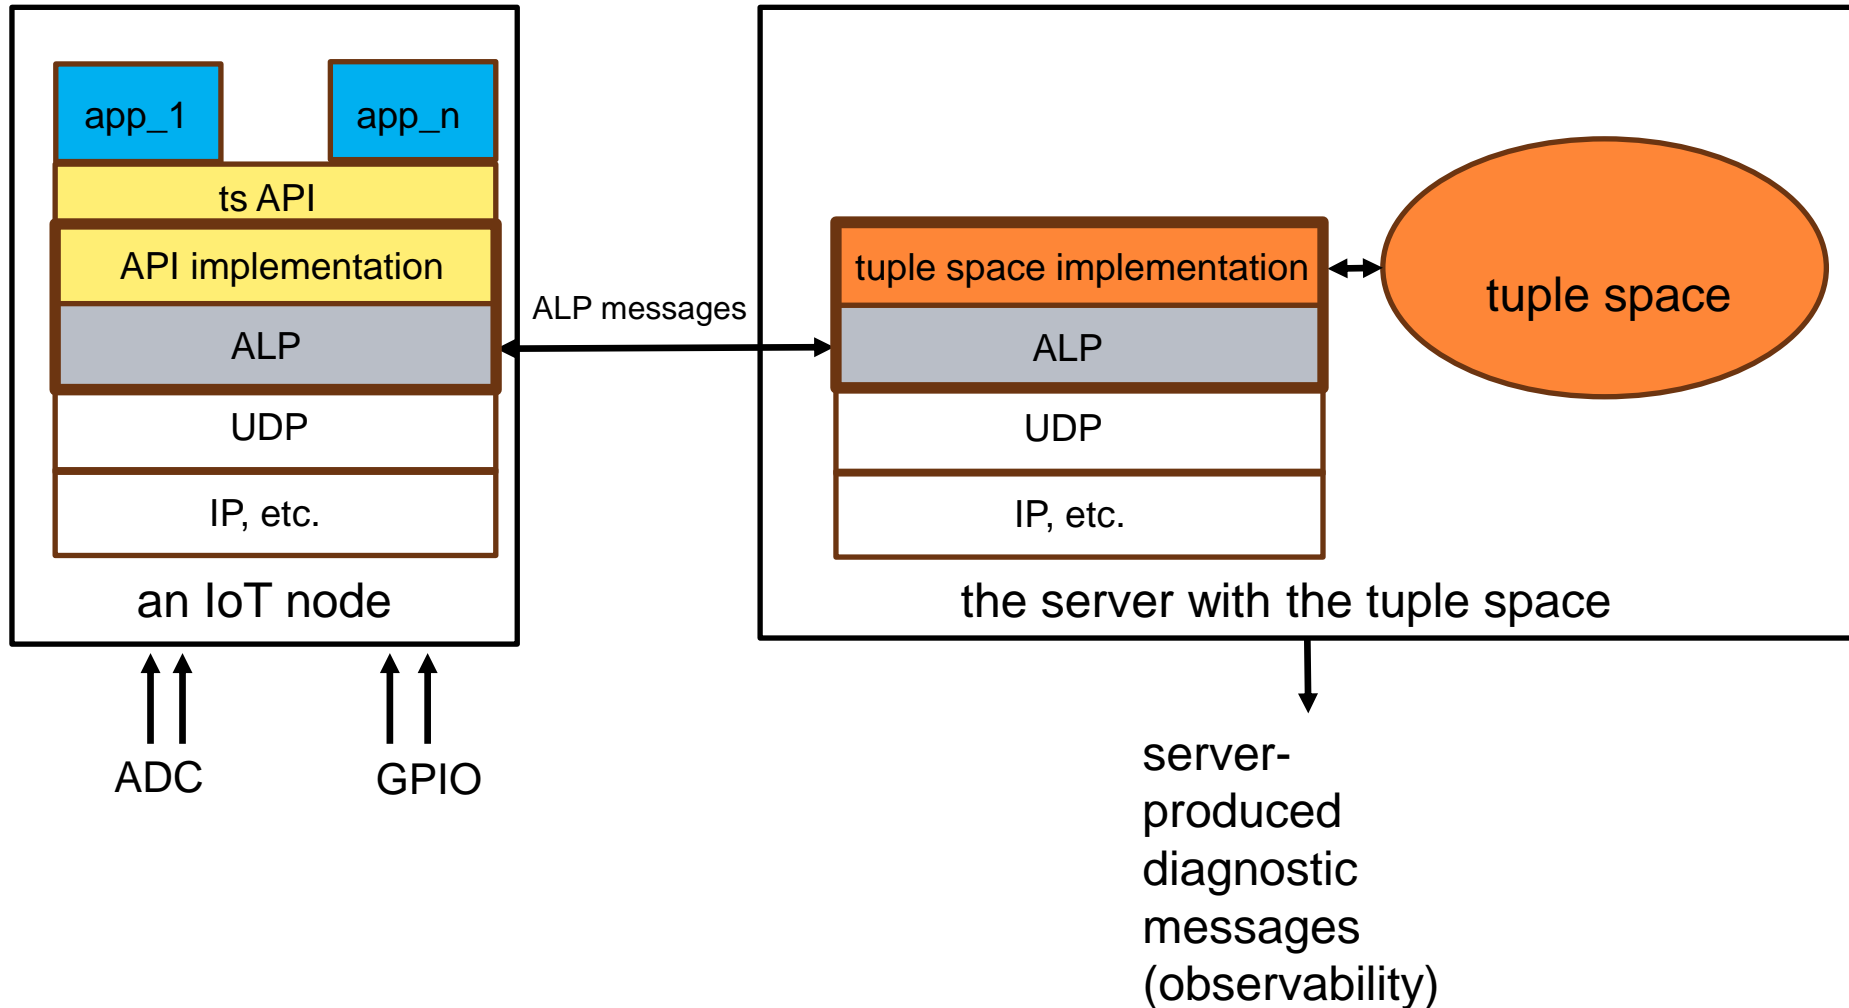 app_1
app_n
ts API
API implementation
ALP
UDP
IP, etc.
an IoT node
ADC
GPIO
ALP messages
tuple space implementation
ALP
UDP
IP, etc.
tuple space
the server with the tuple space
server-
produced
diagnostic
messages
(observability)